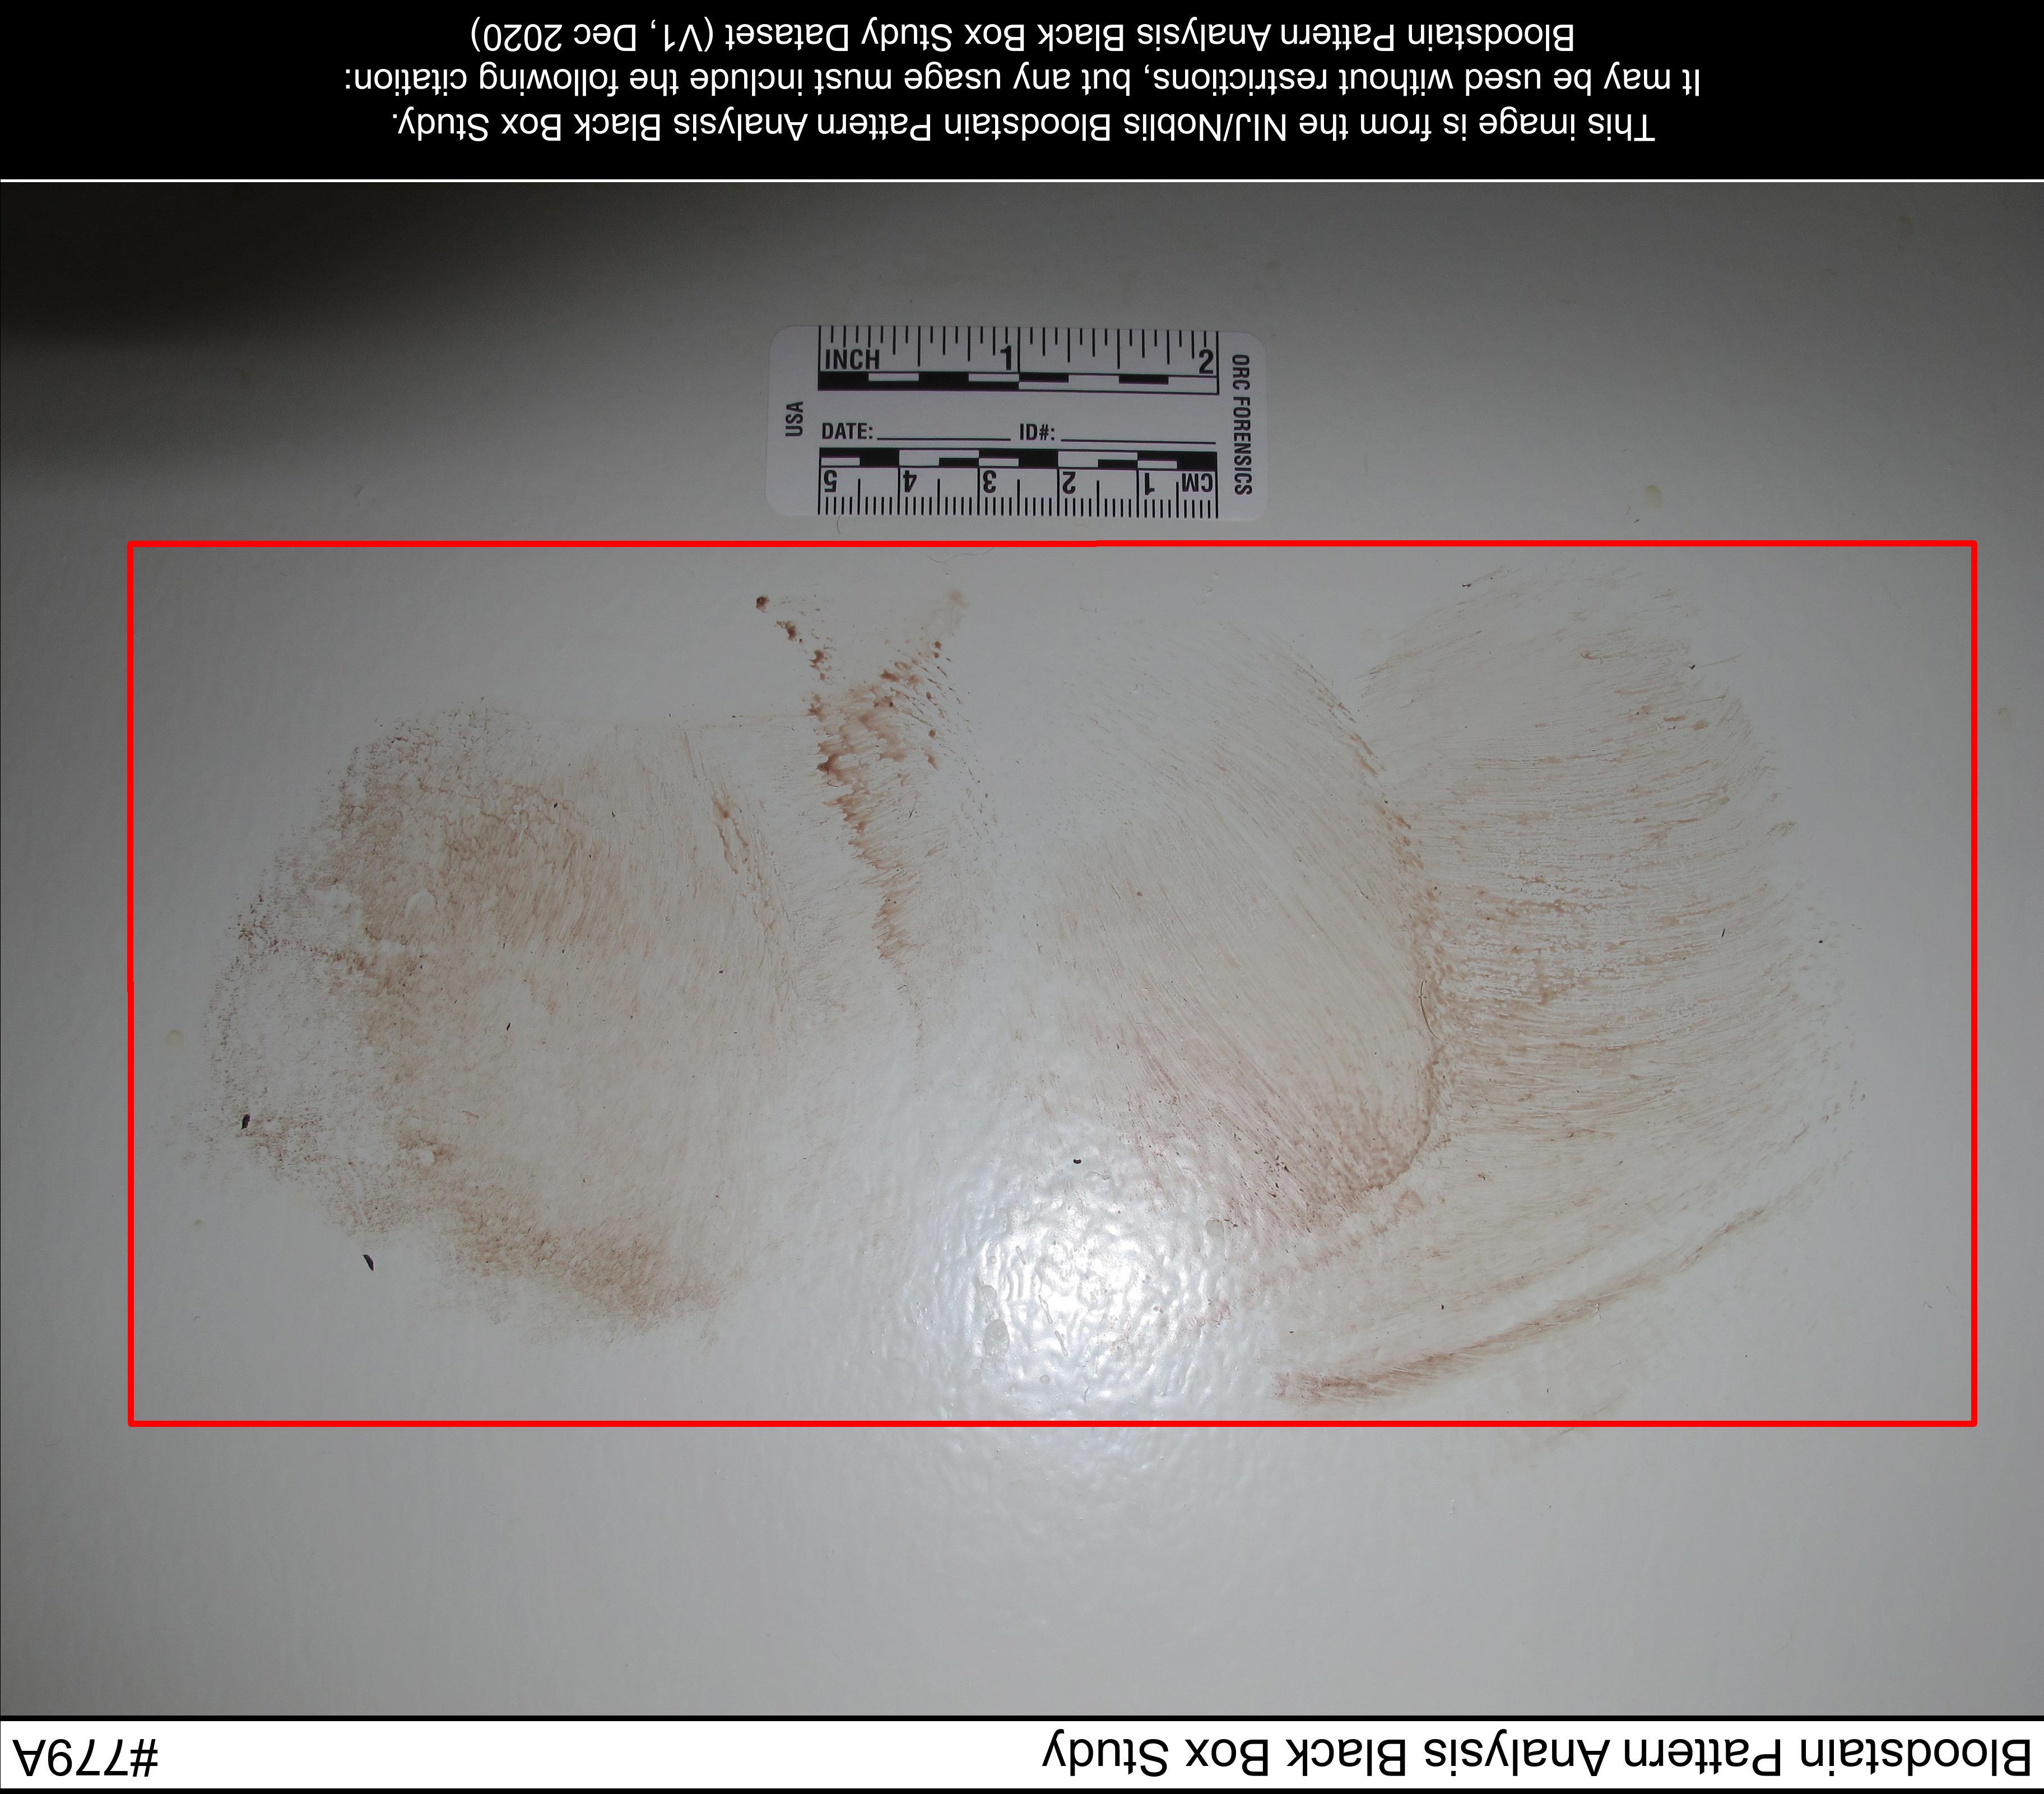 Bloodstain Pattern Analysis Black Box Study
#779A
CM 1 2 3 4 5
DATE: ID#:
INCH 1 2
USA
ORC FORENSICS
This image is from the NIJ/Noblis Bloodstain Pattern Analysis Black Box Study.
It may be used without restrictions, but any usage must include the following citation:
Bloodstain Pattern Analysis Black Box Study Dataset (V1, Dec 2020)